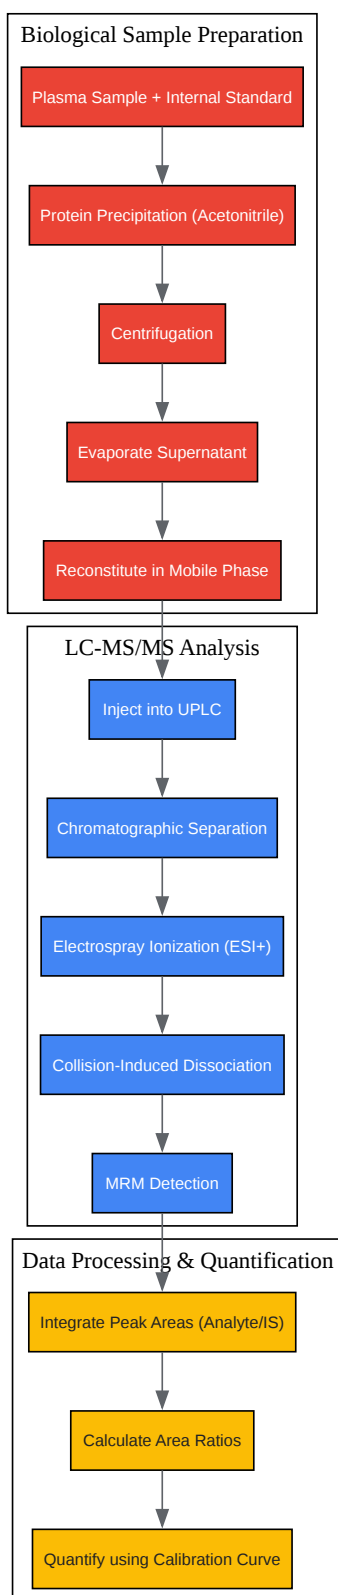 Biological Sample Preparation
Plasma Sample + Internal Standard
Protein Precipitation (Acetonitrile)
Centrifugation
Evaporate Supernatant
Reconstitute in Mobile Phase
LC-MS/MS Analysis
Inject into UPLC
Chromatographic Separation
Electrospray Ionization (ESI+)
Collision-Induced Dissociation
MRM Detection
Data Processing & Quantification
Integrate Peak Areas (Analyte/IS)
Calculate Area Ratios
Quantify using Calibration Curve